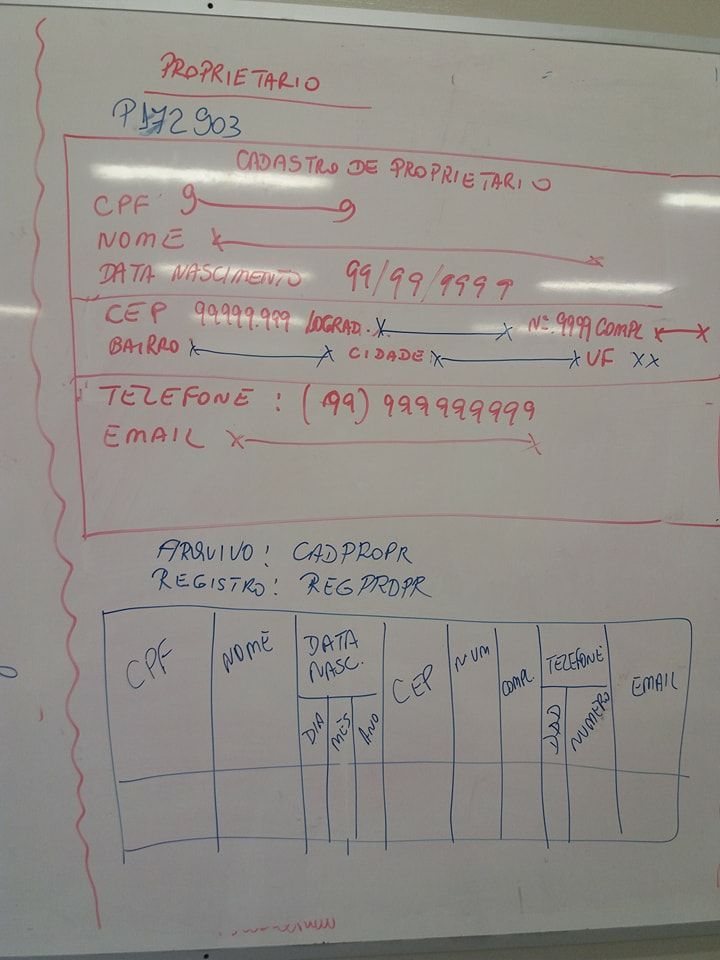 PROPRIETARIO
P172903
CADASTRO DE PROPRIETARIO
CPF 9 9
NOME X X
DATA NASCIMENTO 99/99/9999
CEP 99999.999 LOGRAD. X X Nº. 9999 COMPL X X
BAIRRO X X CIDADE X X UF XX
TELEFONE : (99) 999999999
EMAIL X X
ARQUIVO: CADPROPR
REGISTRO: REGPROPR
CPF NOME DATA NASC. CEP NUM COMPL. TELEFONE EMAIL
DIA MÊS ANO DDD NUMERO